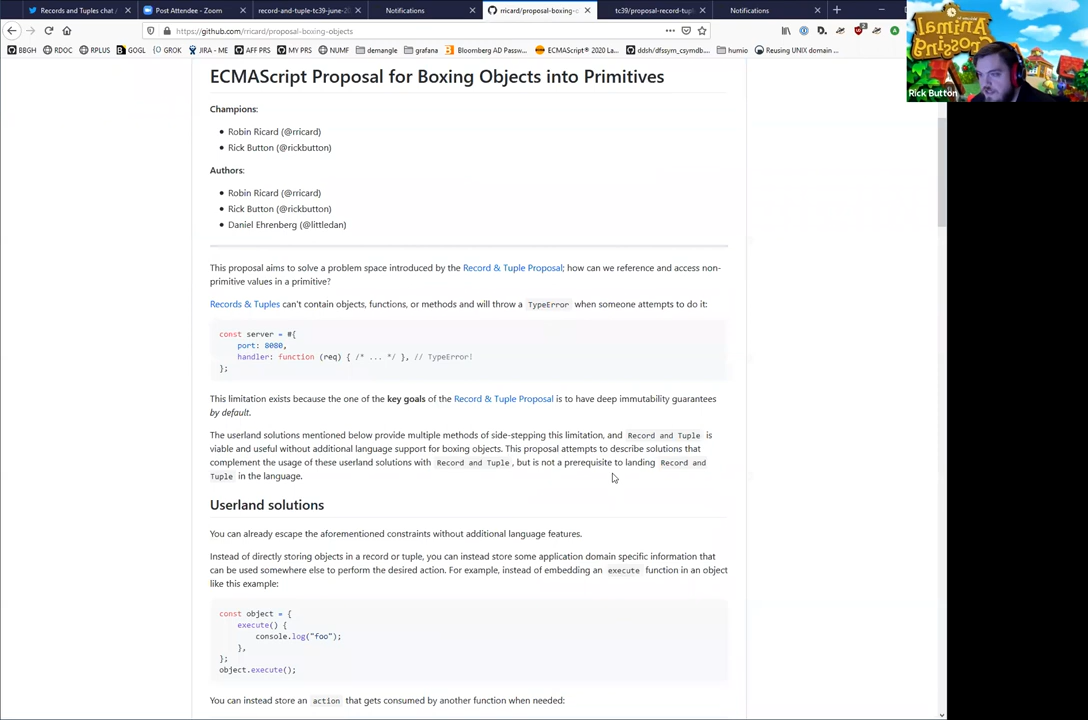 Records and Tuples chat /
Post Attendee - Zoom
record-and-tuple-tc39-june-20
Notifications
rricard/proposal-boxing-o
tc39/proposal-record-tupl
Notifications
https://github.com/rricard/proposal-boxing-objects
BBGH
RDOC
RPLUS
GOGL
GROK
JIRA - ME
AFF PRS
MY PRS
NUMF
demangle
grafana
Bloomberg AD Passw...
ECMAScript® 2020 La...
ddsh/dfssym_csymdb...
humio
Reusing UNIX domain ...
Animal
Crossing
Rick Button
ECMAScript Proposal for Boxing Objects into Primitives
Champions:
• Robin Ricard (@rricard)
• Rick Button (@rickbutton)
Authors:
• Robin Ricard (@rricard)
• Rick Button (@rickbutton)
• Daniel Ehrenberg (@littledan)
This proposal aims to solve a problem space introduced by the Record & Tuple Proposal; how can we reference and access non-
primitive values in a primitive?
Records & Tuples can't contain objects, functions, or methods and will throw a TypeError when someone attempts to do it:
const server = #{
port: 8080,
handler: function (req) { /* ... */ }, // TypeError!
};
This limitation exists because the one of the key goals of the Record & Tuple Proposal is to have deep immutability guarantees
by default.
The userland solutions mentioned below provide multiple methods of side-stepping this limitation, and Record and Tuple is
viable and useful without additional language support for boxing objects. This proposal attempts to describe solutions that
complement the usage of these userland solutions with Record and Tuple, but is not a prerequisite to landing Record and
Tuple in the language.
Userland solutions
You can already escape the aforementioned constraints without additional language features.
Instead of directly storing objects in a record or tuple, you can instead store some application domain specific information that
can be used somewhere else to perform the desired action. For example, instead of embedding an execute function in an object
like this example:
const object = {
execute() {
console.log("foo");
},
};
object.execute();
You can instead store an action that gets consumed by another function when needed: